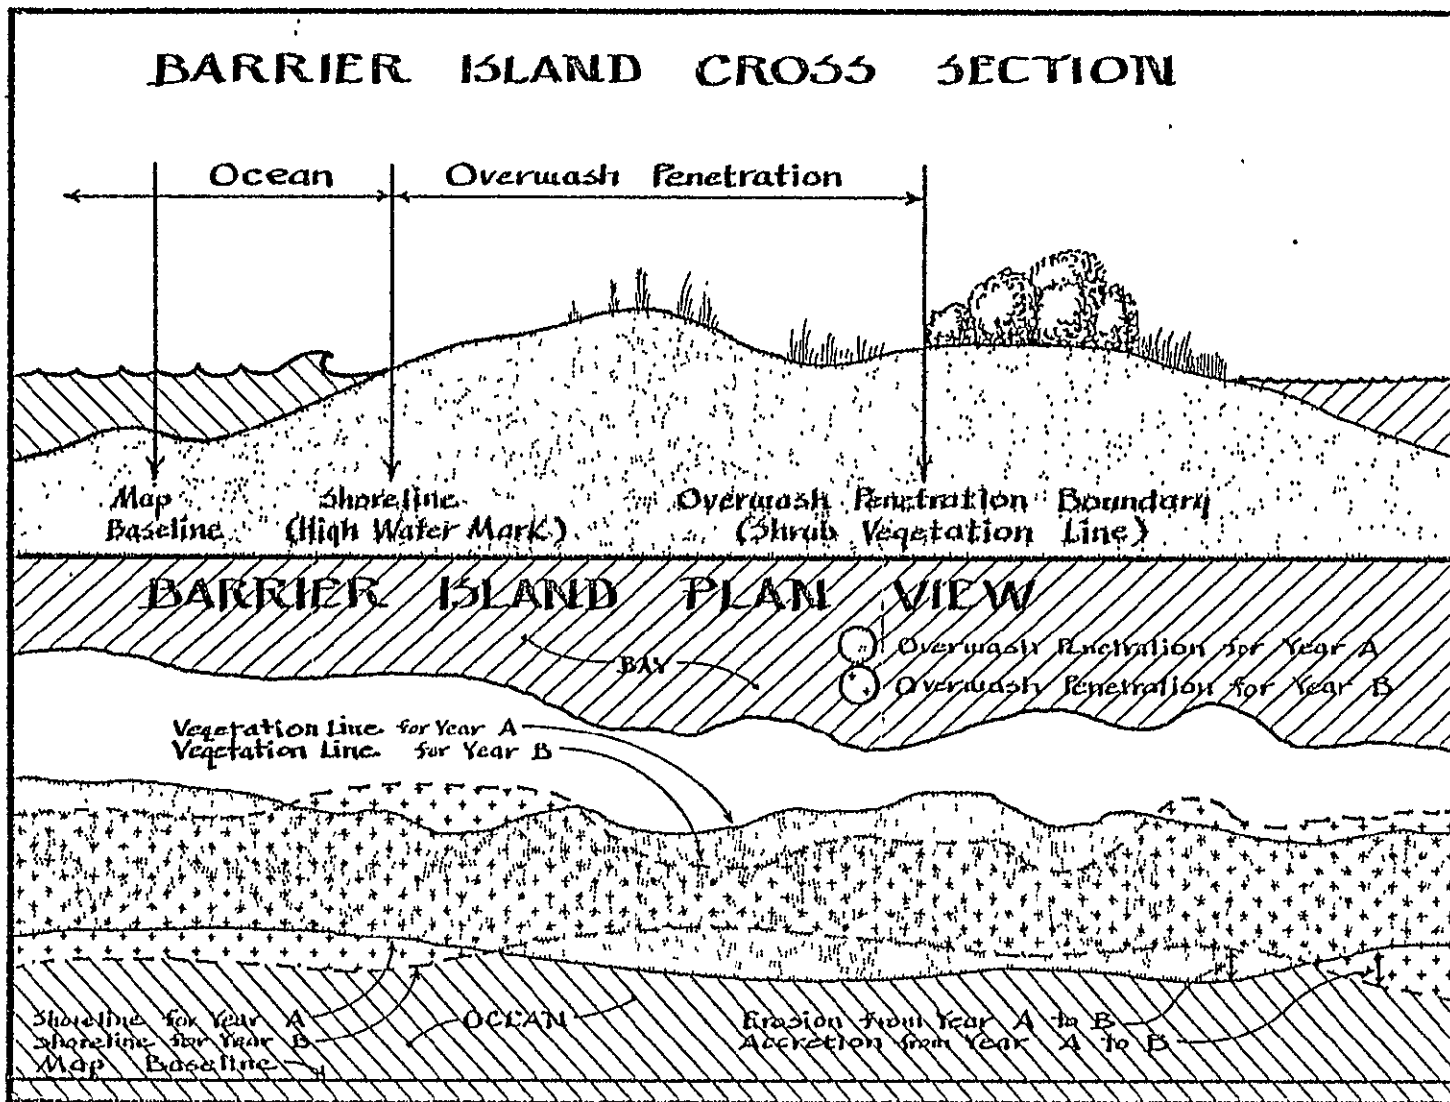 BARRIER ISLAND CROSS SECTION
Ocean
Overwash Penetration
Map
Baseline
Shoreline
(High Water Mark)
Overwash Penetration Boundary
(Shrub Vegetation Line)
BARRIER ISLAND PLAN VIEW
Overwash Penetration for Year A
BAY
Overwash Penetration for Year B
Vegetation Line for Year A
Vegetation Line for Year B
Shoreline for Year A
Shoreline for Year B
Map Baseline
OCEAN
Erosion from Year A to B
Accretion from Year A to B